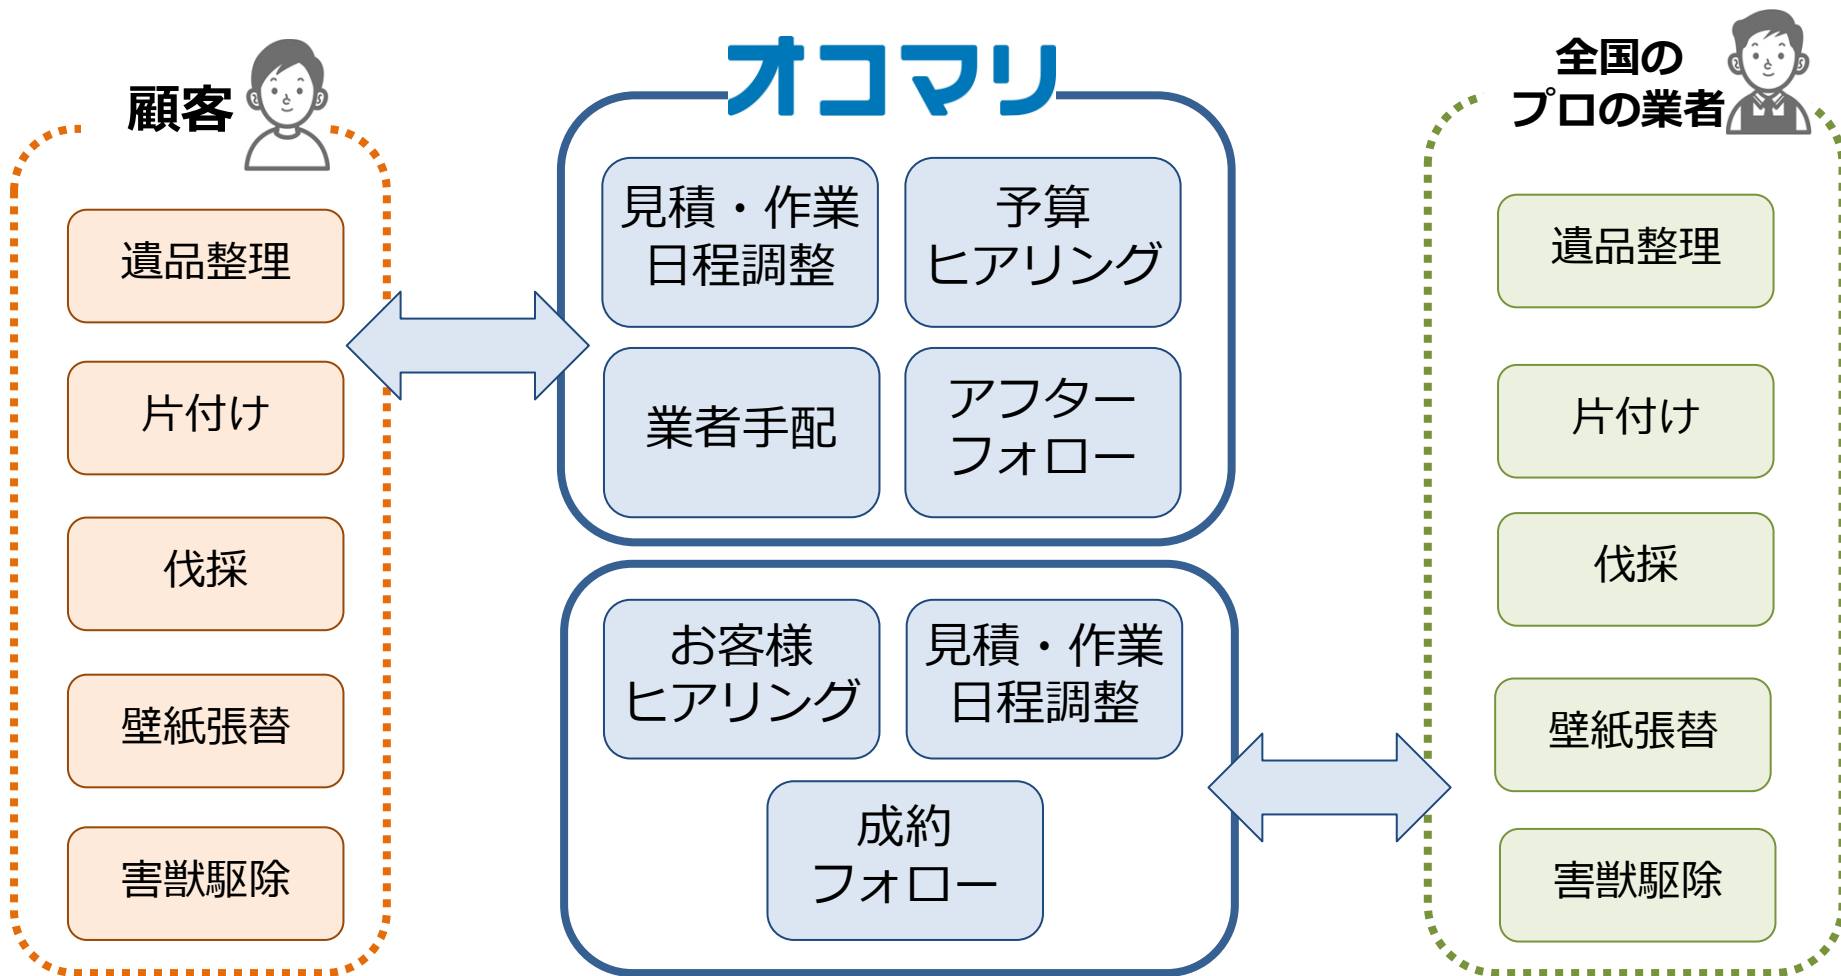 顧客
遺品整理
片付け
伐採
壁紙張替
害獣駆除
オコマリ
見積・作業
日程調整
予算
ヒアリング
業者手配
アフター
フォロー
お客様
ヒアリング
見積・作業
日程調整
成約
フォロー
全国の
プロの業者
遺品整理
片付け
伐採
壁紙張替
害獣駆除